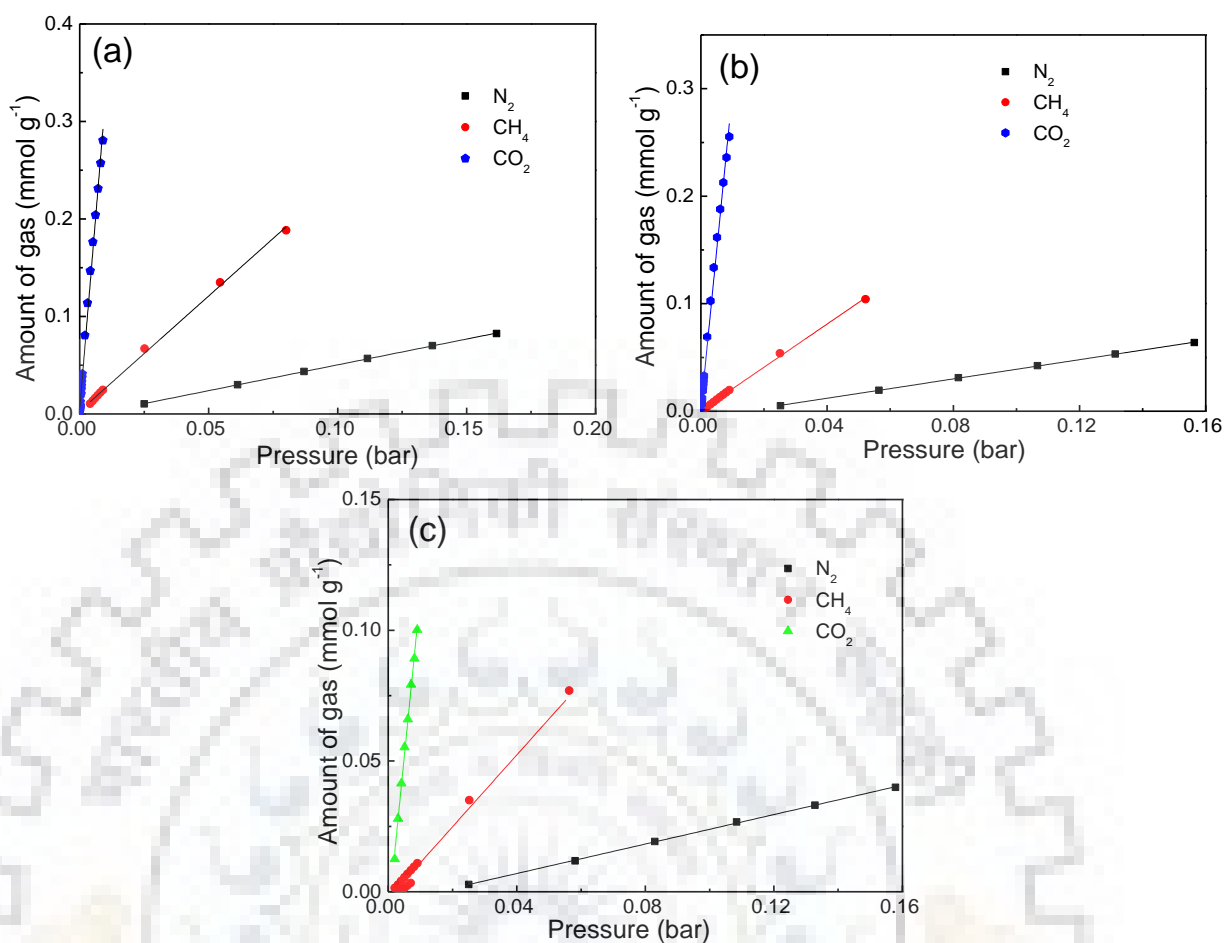 (a)
N₂
CH₄
CO₂
Amount of gas (mmol g⁻¹)
0.4
0.3
0.2
0.1
0.0
0.00 0.05 0.10 0.15 0.20
Pressure (bar)
(b)
N₂
CH₄
CO₂
Amount of gas (mmol g⁻¹)
0.3
0.2
0.1
0.0
0.00 0.04 0.08 0.12 0.16
Pressure (bar)
(c)
N₂
CH₄
CO₂
Amount of gas (mmol g⁻¹)
0.15
0.10
0.05
0.00
0.00 0.04 0.08 0.12 0.16
Pressure (bar)